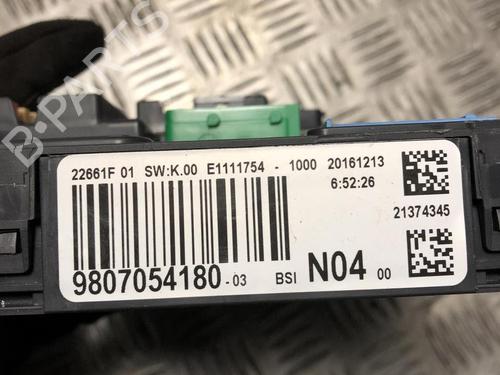 22661F 01 SW:K.00 E1111754 - 1000 20161213
6:52:26
21374345
9807054180-03 BSI N04 00
B-PARTS